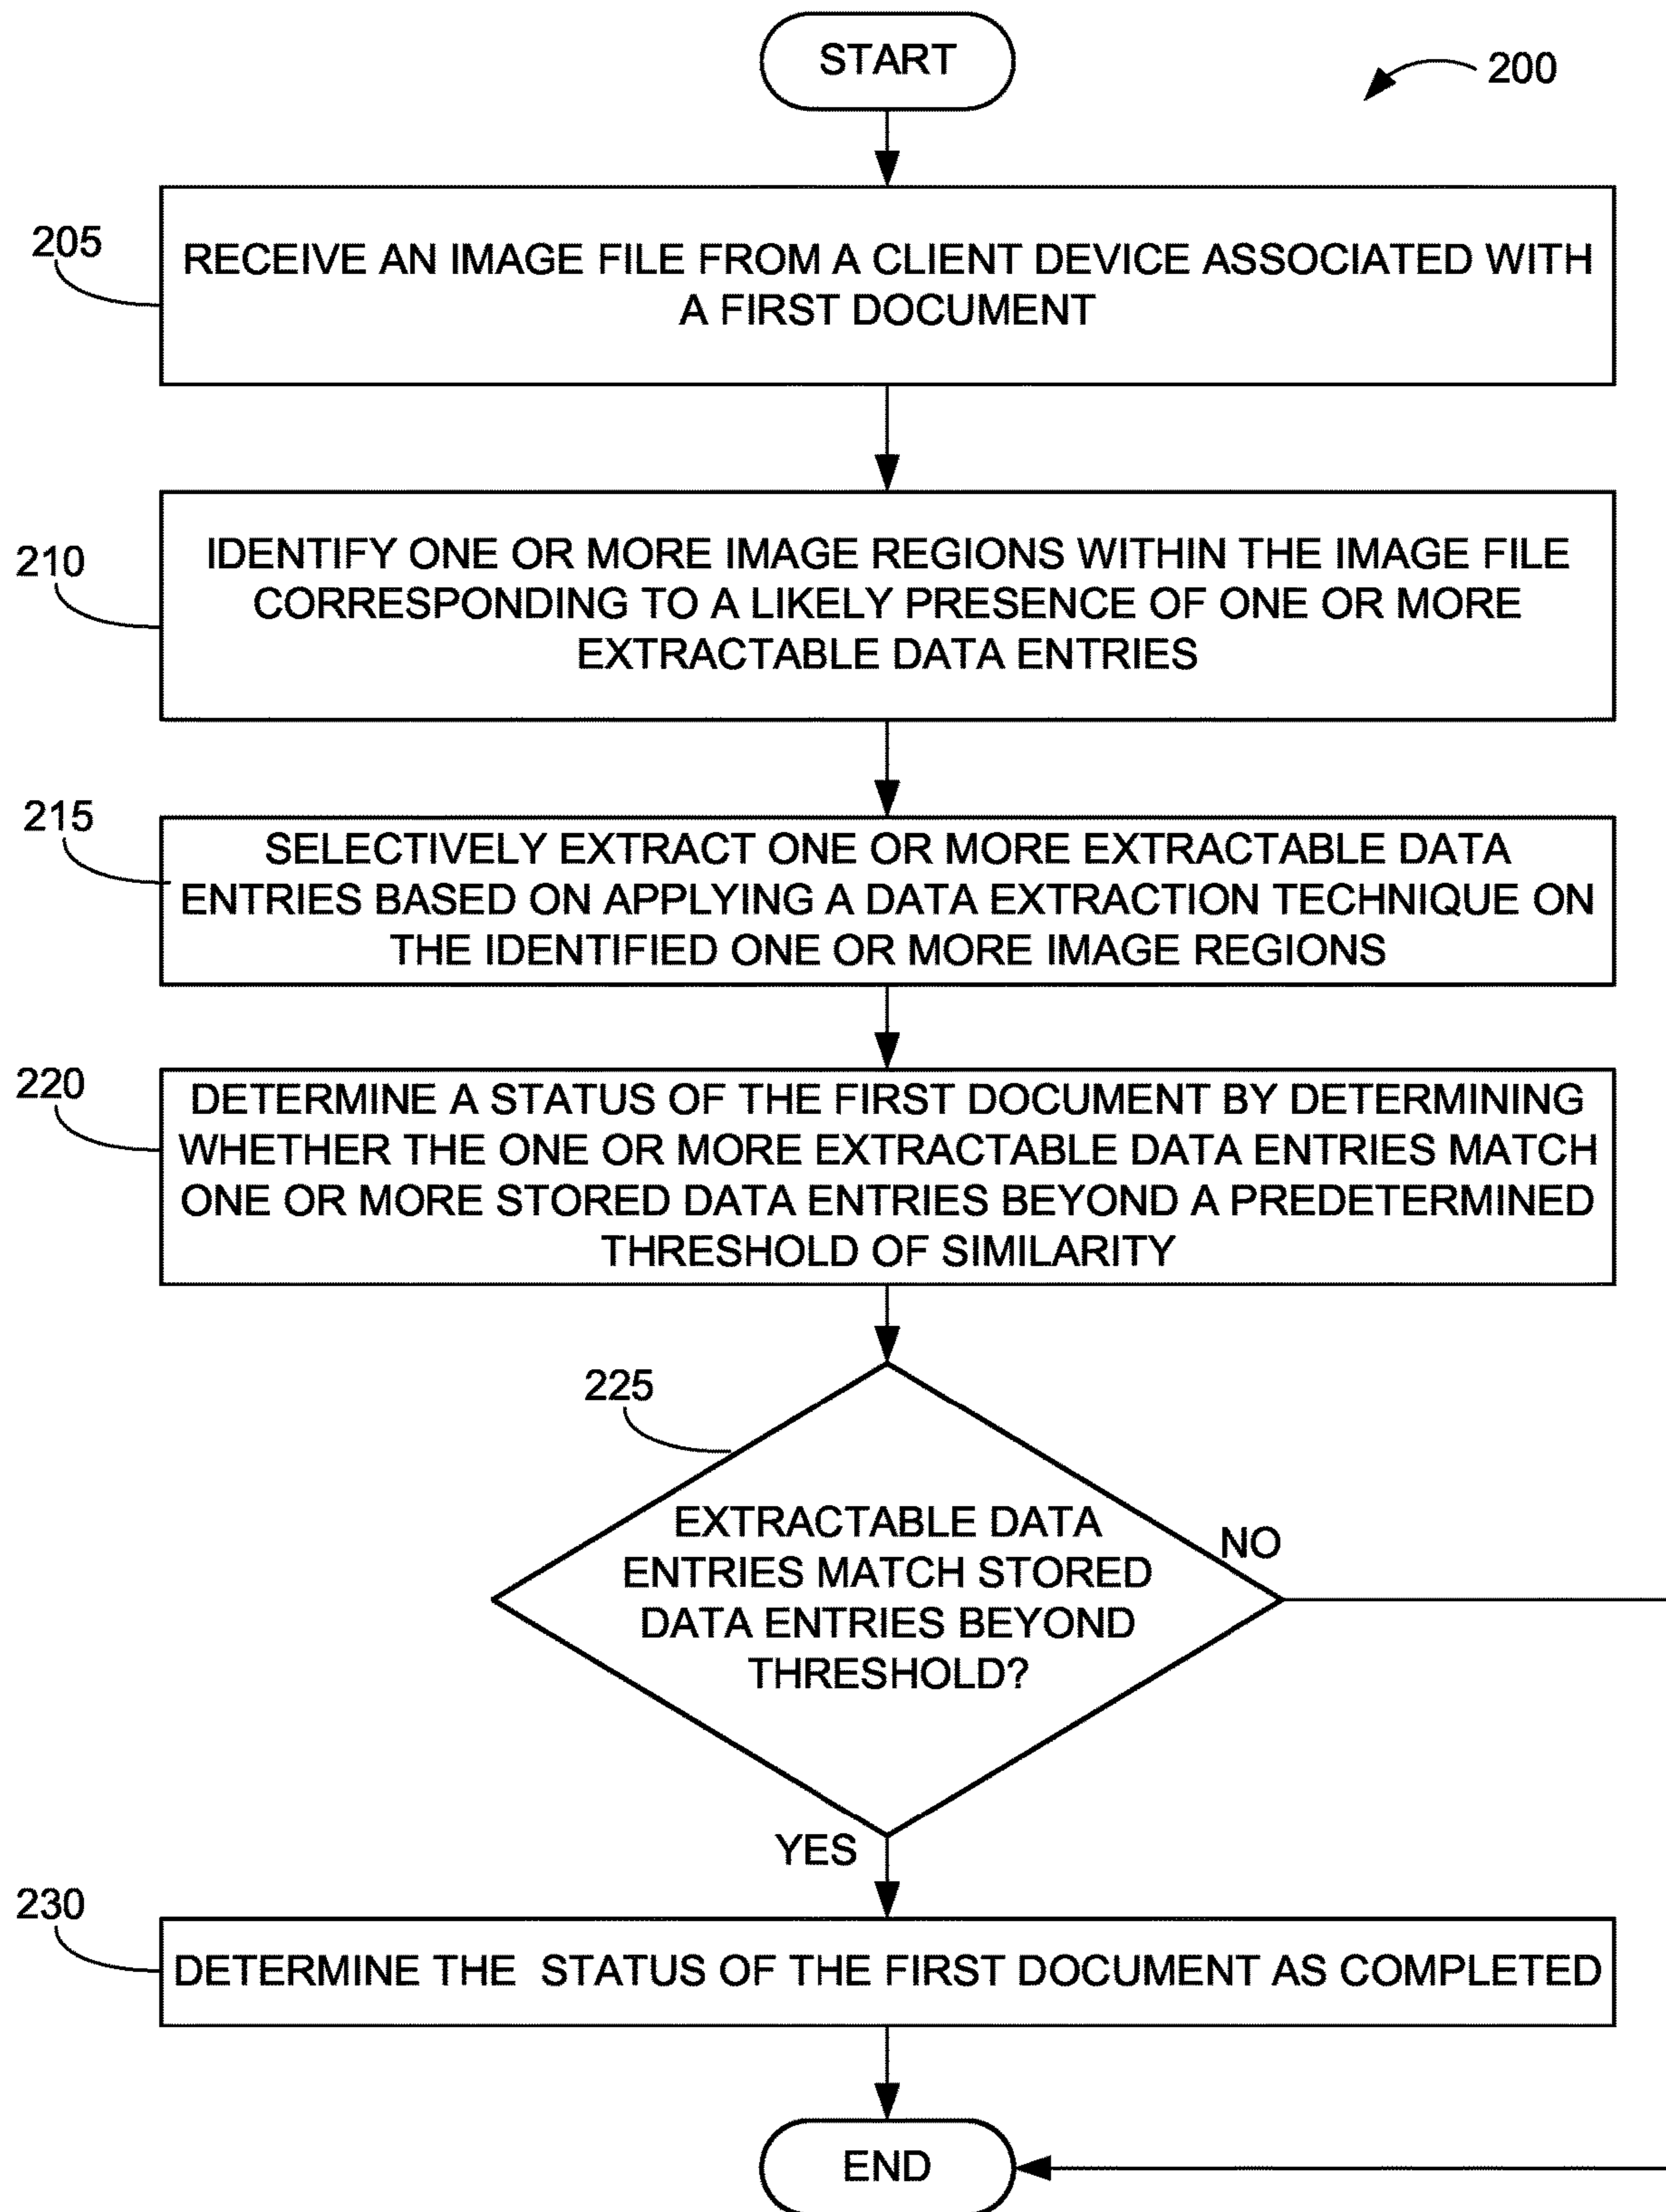 START
200
205
RECEIVE AN IMAGE FILE FROM A CLIENT DEVICE ASSOCIATED WITH
A FIRST DOCUMENT
210
IDENTIFY ONE OR MORE IMAGE REGIONS WITHIN THE IMAGE FILE
CORRESPONDING TO A LIKELY PRESENCE OF ONE OR MORE
EXTRACTABLE DATA ENTRIES
215
SELECTIVELY EXTRACT ONE OR MORE EXTRACTABLE DATA
ENTRIES BASED ON APPLYING A DATA EXTRACTION TECHNIQUE ON
THE IDENTIFIED ONE OR MORE IMAGE REGIONS
220
DETERMINE A STATUS OF THE FIRST DOCUMENT BY DETERMINING
WHETHER THE ONE OR MORE EXTRACTABLE DATA ENTRIES MATCH
ONE OR MORE STORED DATA ENTRIES BEYOND A PREDETERMINED
THRESHOLD OF SIMILARITY
225
EXTRACTABLE DATA
ENTRIES MATCH STORED
DATA ENTRIES BEYOND
THRESHOLD?
NO
YES
230
DETERMINE THE STATUS OF THE FIRST DOCUMENT AS COMPLETED
END